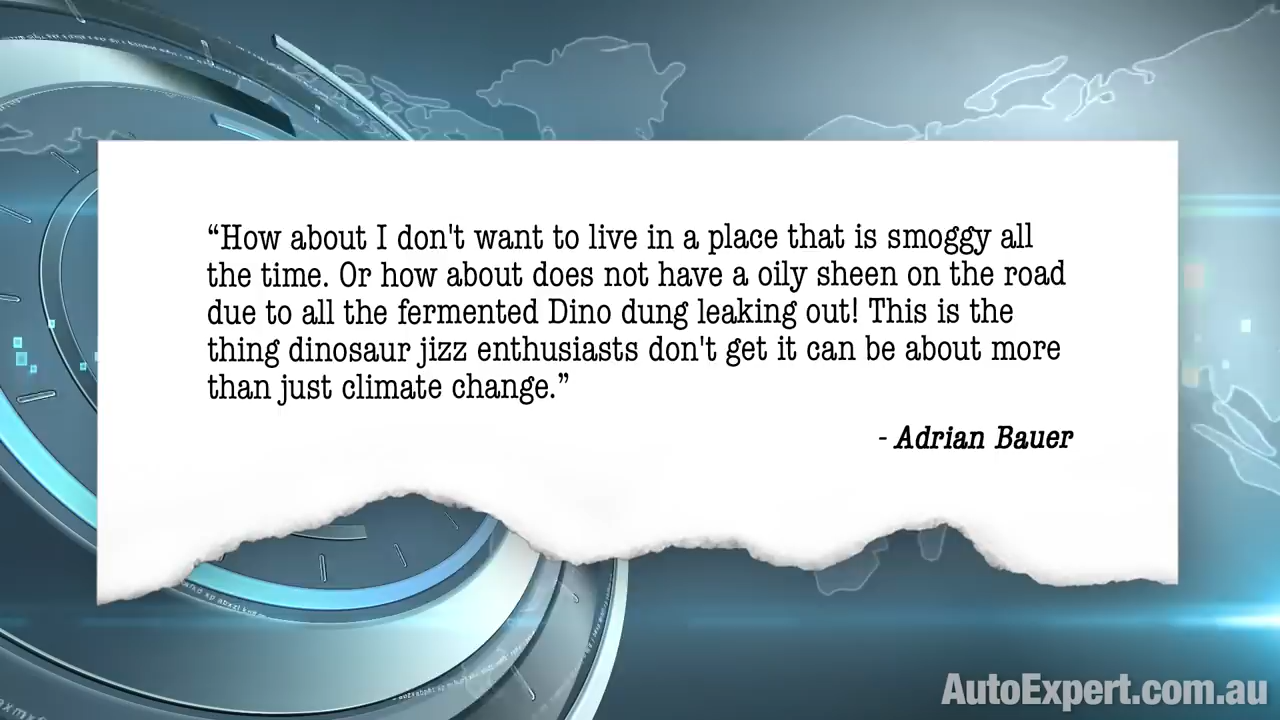 “How about I don't want to live in a place that is smoggy all
the time. Or how about does not have a oily sheen on the road
due to all the fermented Dino dung leaking out! This is the
thing dinosaur jizz enthusiasts don't get it can be about more
than just climate change.”
- Adrian Bauer
AutoExpert.com.au